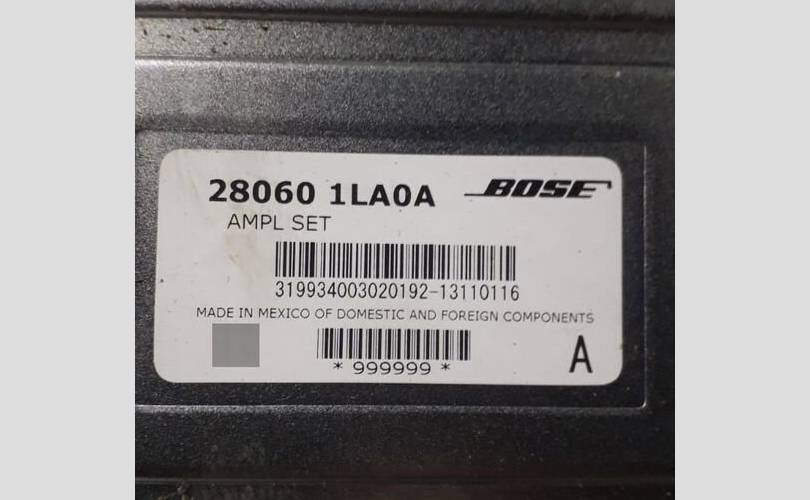 28060 1LA0A BOSE
AMPL SET
319934003020192-13110116
MADE IN MEXICO OF DOMESTIC AND FOREIGN COMPONENTS
A
* 999999 *